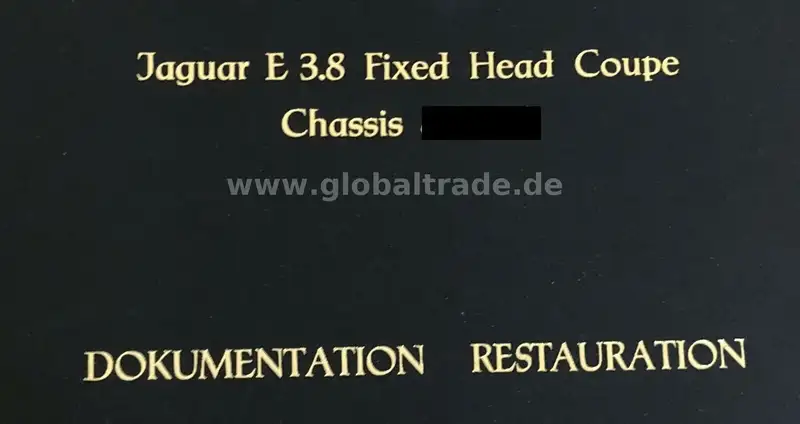 Jaguar E 3.8 Fixed Head Coupe
Chassis
www.globaltrade.de
DOKUMENTATION RESTAURATION